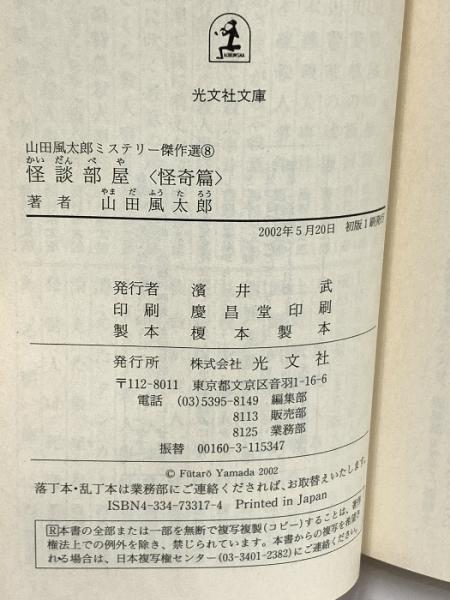 KOBUNSHA
光文社文庫
山田風太郎ミステリー傑作選⑧
かいだんべや
怪談部屋〈怪奇篇〉
やまだふうたろう
著者 山田風太郎
2002年5月20日 初版1刷発行
発行者 濱井武
印刷 慶昌堂印刷
製本 榎本製本
発行所 株式会社 光文社
〒112-8011 東京都文京区音羽1-16-6
電話 (03)5395-8149 編集部
8113 販売部
8125 業務部
振替 00160-3-115347
© Fūtarō Yamada 2002
落丁本・乱丁本は業務部にご連絡くだされば、お取替えいたします。
ISBN4-334-73317-4 Printed in Japan
R本書の全部または一部を無断で複写複製(コピー)することは、著作
権法上での例外を除き、禁じられています。本書からの複写を希望さ
れる場合は、日本複写権センター(03-3401-2382)にご連絡ください。